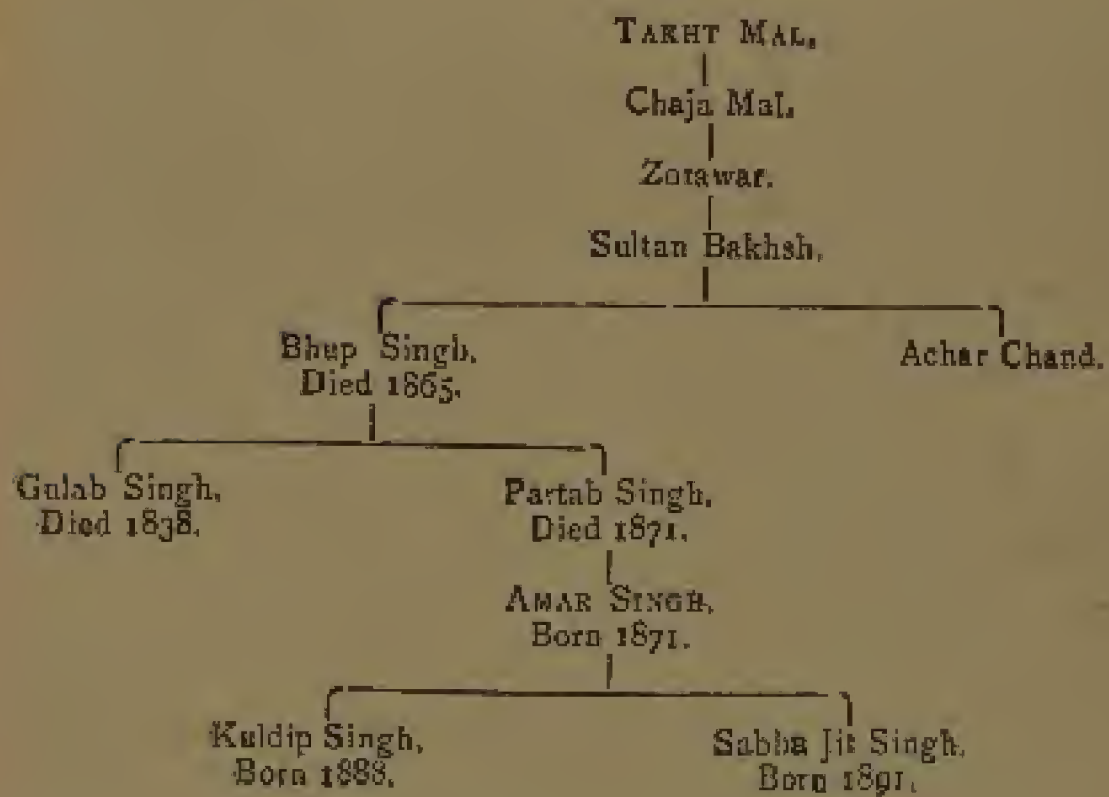 TAKHT MAL.
Chaja Mal.
Zorawar.
Sultan Bakhsh.
Bhup Singh.
Died 1865.
Achar Chand.
Gulab Singh.
Died 1838.
Partab Singh.
Died 1871.
AMAR SINGH.
Born 1871.
Kuldip Singh.
Born 1888.
Sabha Jit Singh.
Born 1891.